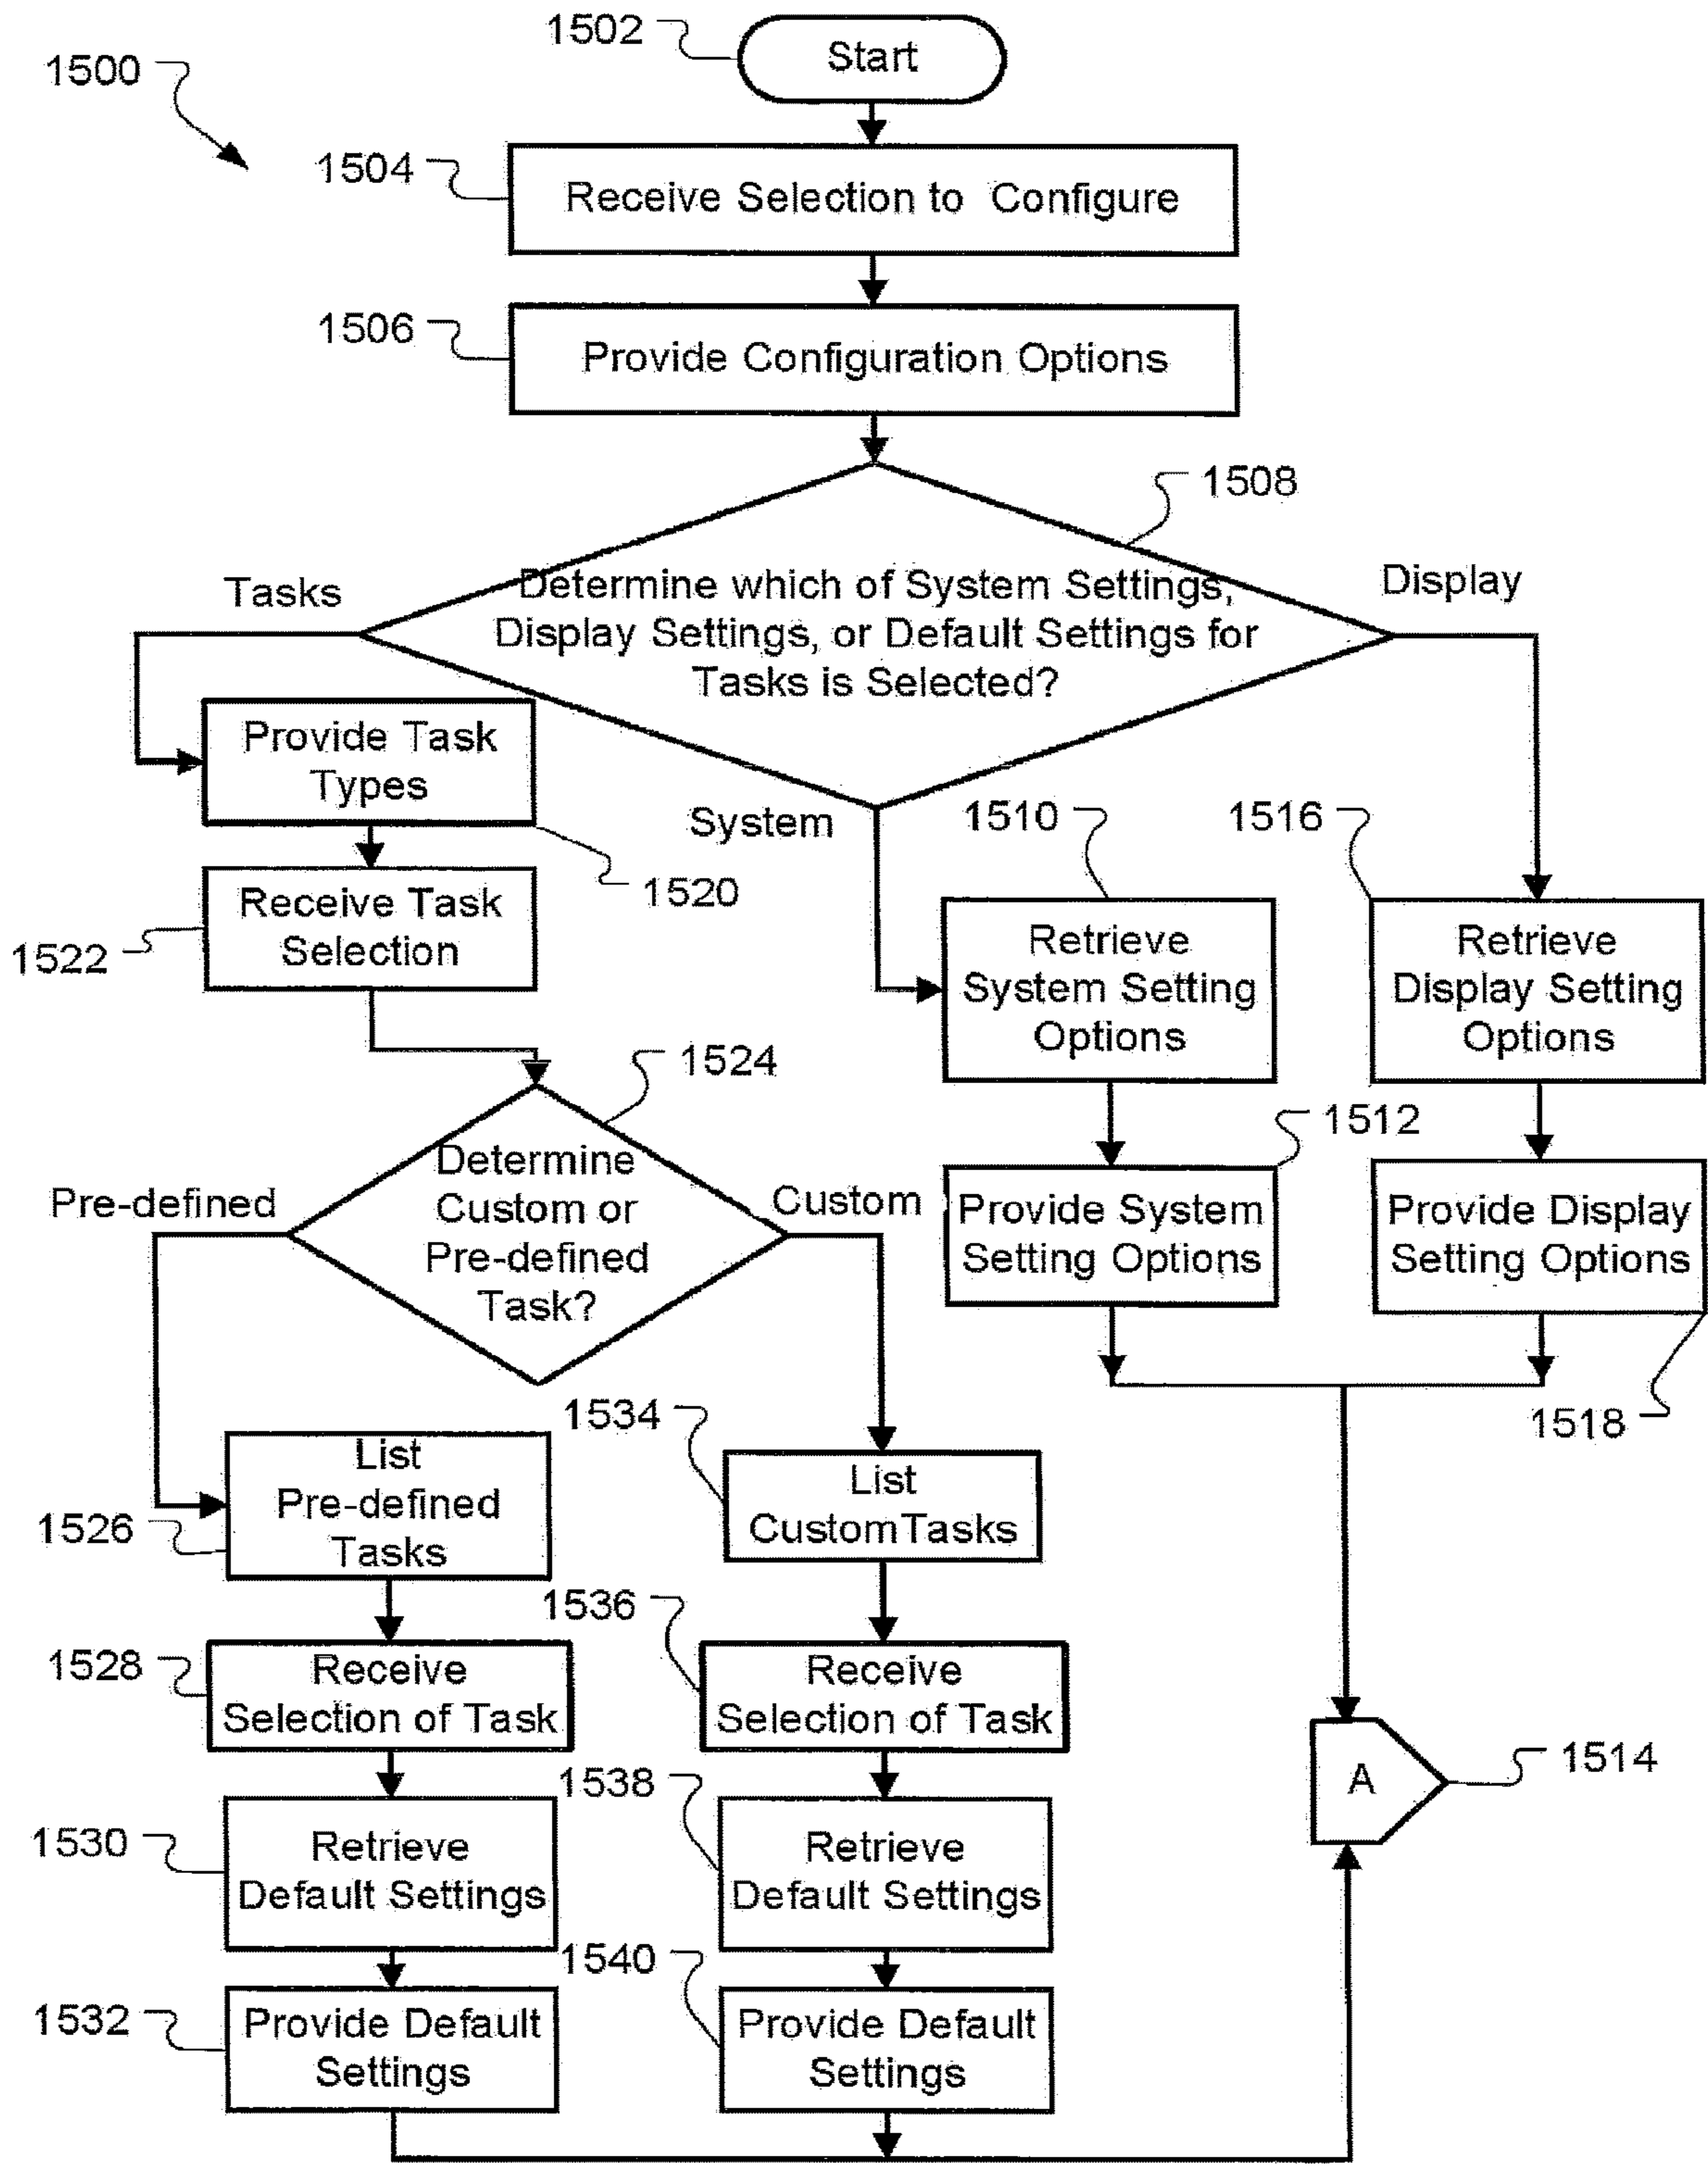 1502
Start
1500
1504
Receive Selection to Configure
1506
Provide Configuration Options
1508
Tasks
Display
Determine which of System Settings,
Display Settings, or Default Settings for
Tasks is Selected?
System
Provide Task
Types
1520
1510
1516
Receive Task
Selection
1522
Retrieve
System Setting
Options
Retrieve
Display Setting
Options
1524
1512
Determine
Custom or
Pre-defined
Task?
Pre-defined
Custom
Provide System
Setting Options
Provide Display
Setting Options
1518
1534
List
Pre-defined
Tasks
1526
List
CustomTasks
1536
1528
Receive
Selection of Task
Receive
Selection of Task
1514
A
1538
1530
Retrieve
Default Settings
Retrieve
Default Settings
1540
1532
Provide Default
Settings
Provide Default
Settings